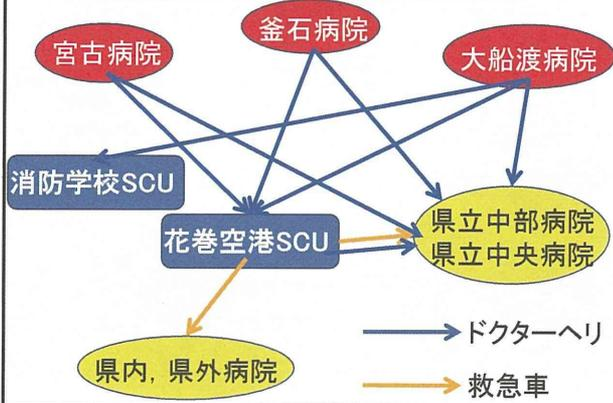 宮古病院
釜石病院
大船渡病院
消防学校SCU
花巻空港SCU
県立中部病院
県立中央病院
県内，県外病院
ドクターヘリ
救急車